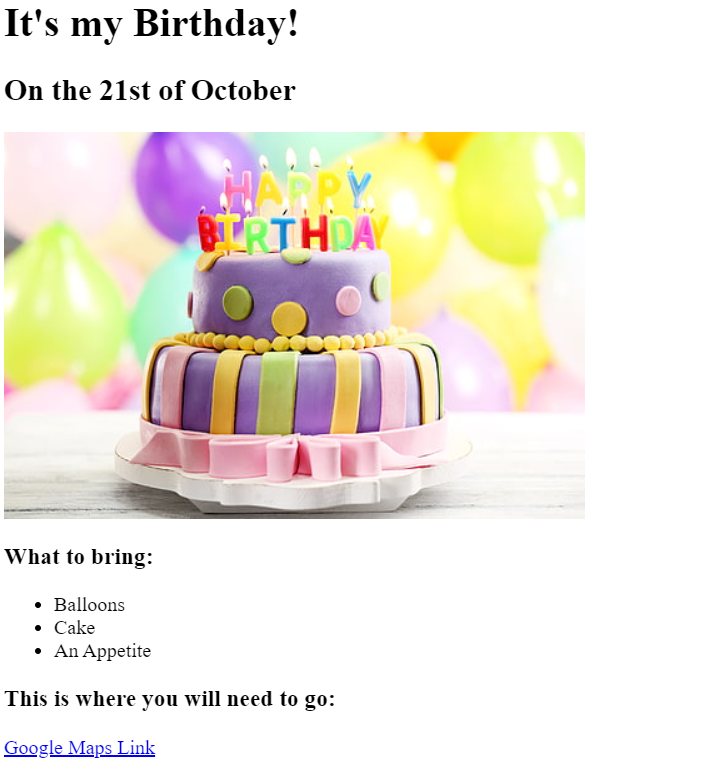 It's my Birthday!
On the 21st of October
HAPPY
BIRTHDAY
What to bring:
Balloons
Cake
An Appetite
This is where you will need to go:
Google Maps Link